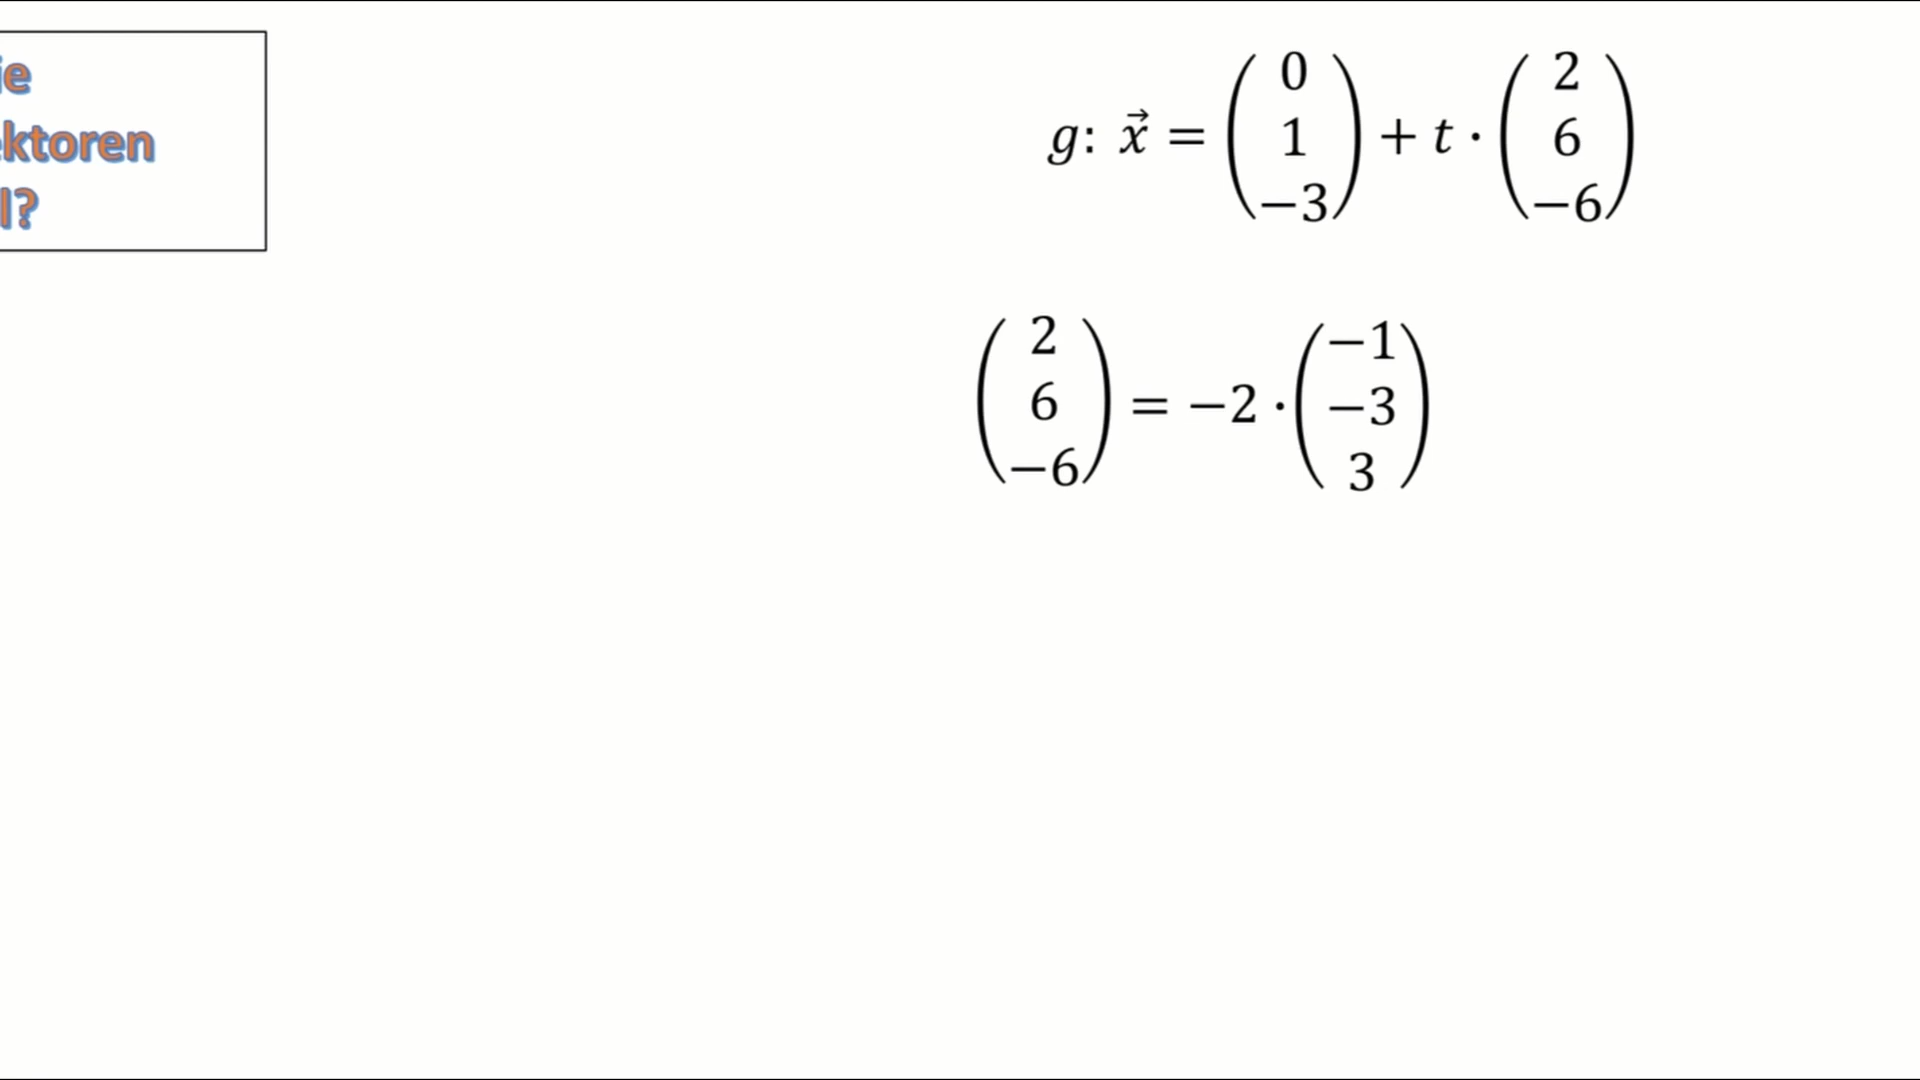 ie
ektoren
l?
g: x⃗ = (0 1 −3) + t · (2 6 −6)
(2 6 −6) = −2 · (−1 −3 3)